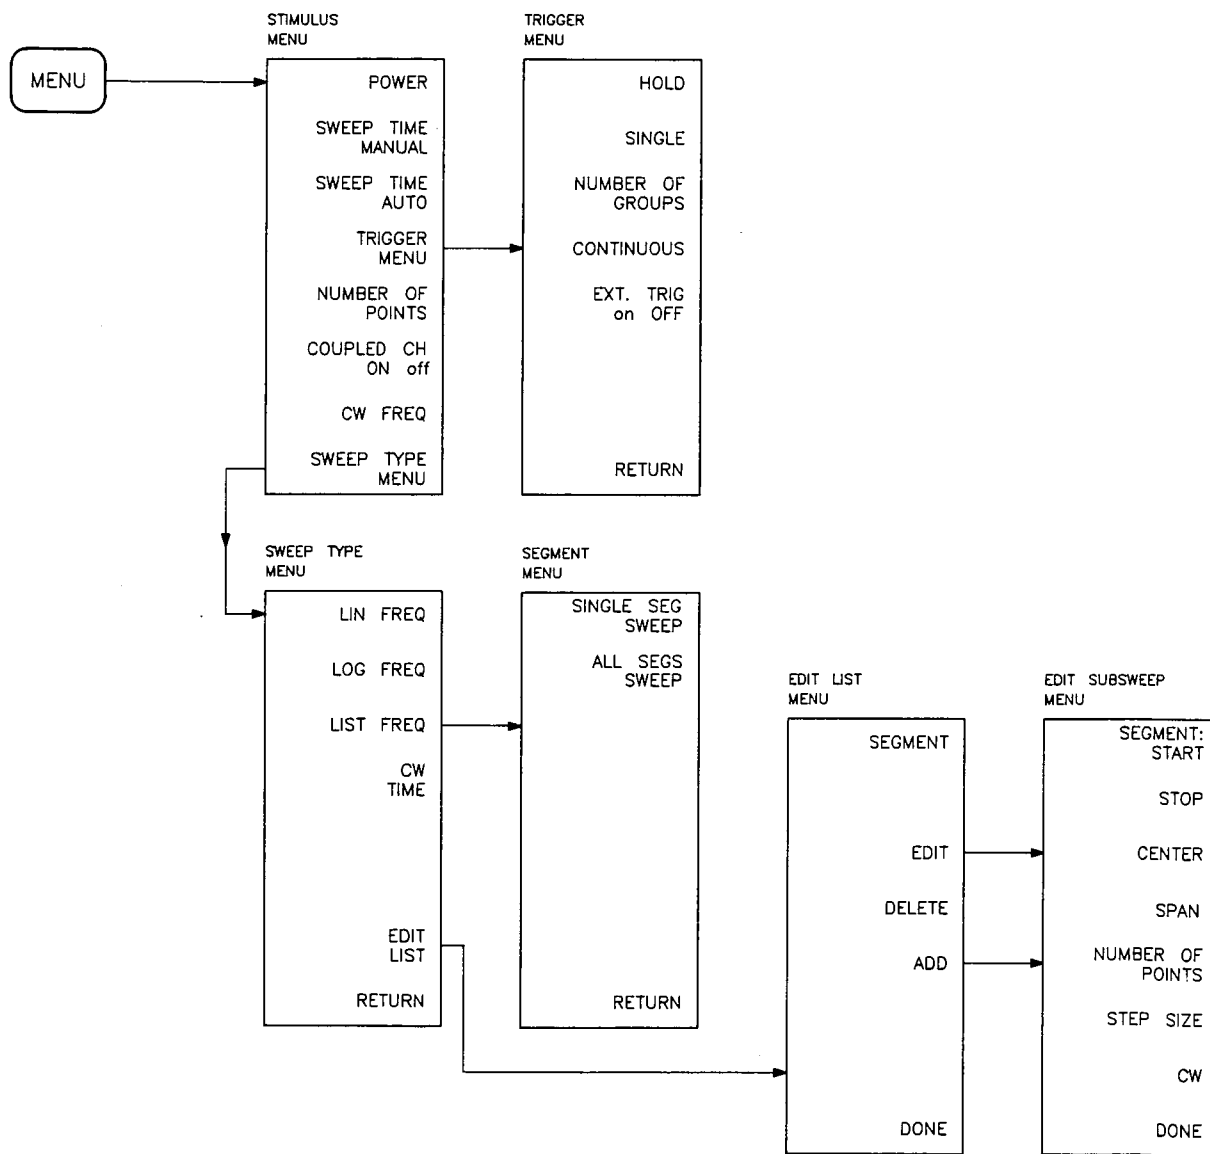 MENU
STIMULUS
MENU
POWER
SWEEP TIME
MANUAL
SWEEP TIME
AUTO
TRIGGER
MENU
NUMBER OF
POINTS
COUPLED CH
ON off
CW FREQ
SWEEP TYPE
MENU
TRIGGER
MENU
HOLD
SINGLE
NUMBER OF
GROUPS
CONTINUOUS
EXT. TRIG
on OFF
RETURN
SWEEP TYPE
MENU
LIN FREQ
LOG FREQ
LIST FREQ
CW
TIME
EDIT
LIST
RETURN
SEGMENT
MENU
SINGLE SEG
SWEEP
ALL SEGS
SWEEP
RETURN
EDIT LIST
MENU
SEGMENT
EDIT
DELETE
ADD
DONE
EDIT SUBSWEEP
MENU
SEGMENT:
START
STOP
CENTER
SPAN
NUMBER OF
POINTS
STEP SIZE
CW
DONE